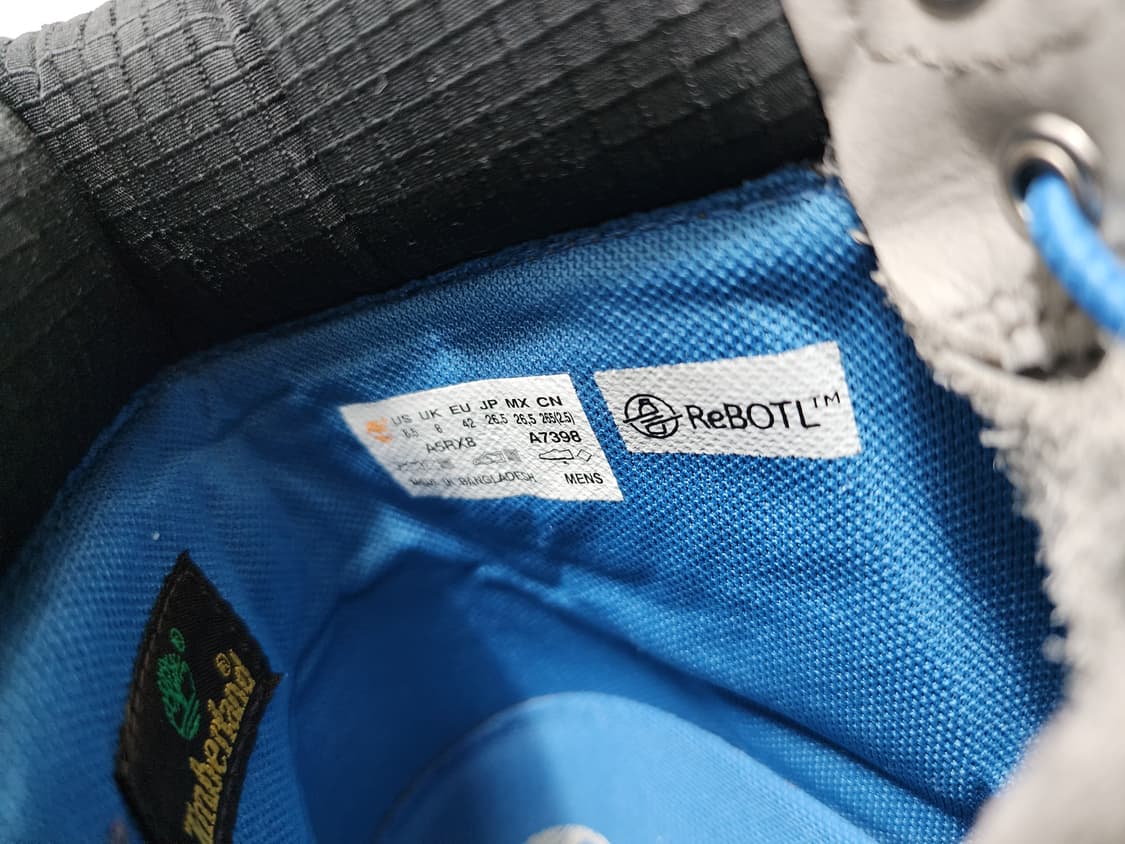 US UK EU JP MX CN
8.5 8 42 26.5 26.5 265(2.5)
A5RXB A7398
MADE IN BANGLADESH MENS
ReBOTL™
Timberland®